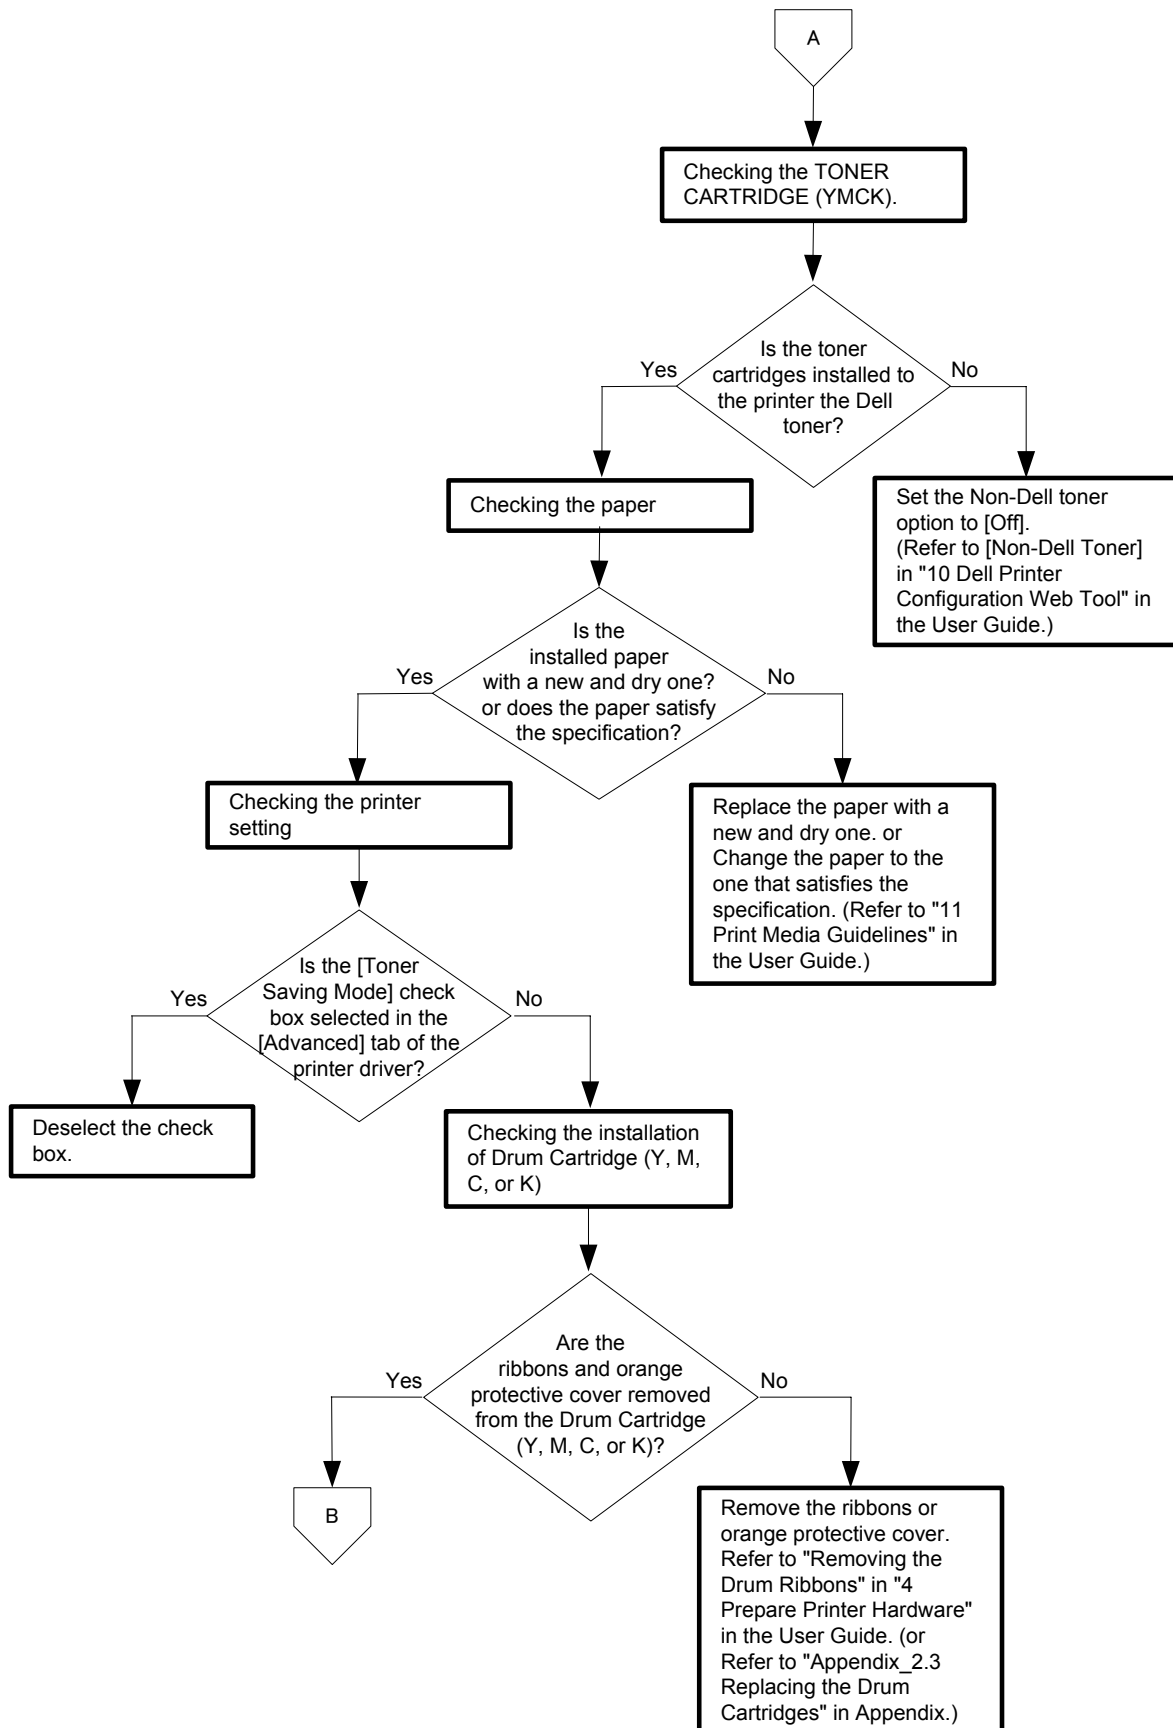 A
Checking the TONER
CARTRIDGE (YMCK).
Is the toner
cartridges installed to
the printer the Dell
toner?
Yes
No
Checking the paper
Set the Non-Dell toner
option to [Off].
(Refer to [Non-Dell Toner]
in "10 Dell Printer
Configuration Web Tool" in
the User Guide.)
Is the
installed paper
with a new and dry one?
or does the paper satisfy
the specification?
Yes
No
Checking the printer
setting
Replace the paper with a
new and dry one. or
Change the paper to the
one that satisfies the
specification. (Refer to "11
Print Media Guidelines" in
the User Guide.)
Is the [Toner
Saving Mode] check
box selected in the
[Advanced] tab of the
printer driver?
Yes
No
Deselect the check
box.
Checking the installation
of Drum Cartridge (Y, M,
C, or K)
Are the
ribbons and orange
protective cover removed
from the Drum Cartridge
(Y, M, C, or K)?
Yes
No
B
Remove the ribbons or
orange protective cover.
Refer to "Removing the
Drum Ribbons" in "4
Prepare Printer Hardware"
in the User Guide. (or
Refer to "Appendix_2.3
Replacing the Drum
Cartridges" in Appendix.)